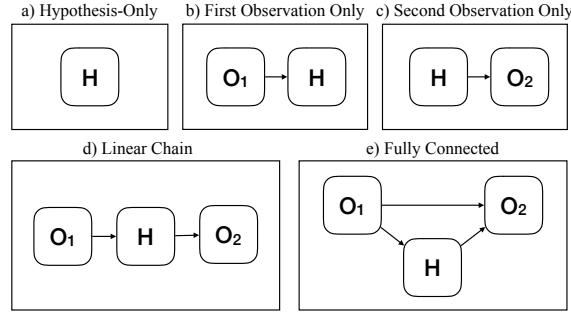 a) Hypothesis-Only
b) First Observation Only
c) Second Observation Only
H
O1
H
H
O2
d) Linear Chain
e) Fully Connected
O1
H
O2
O1
O2
H